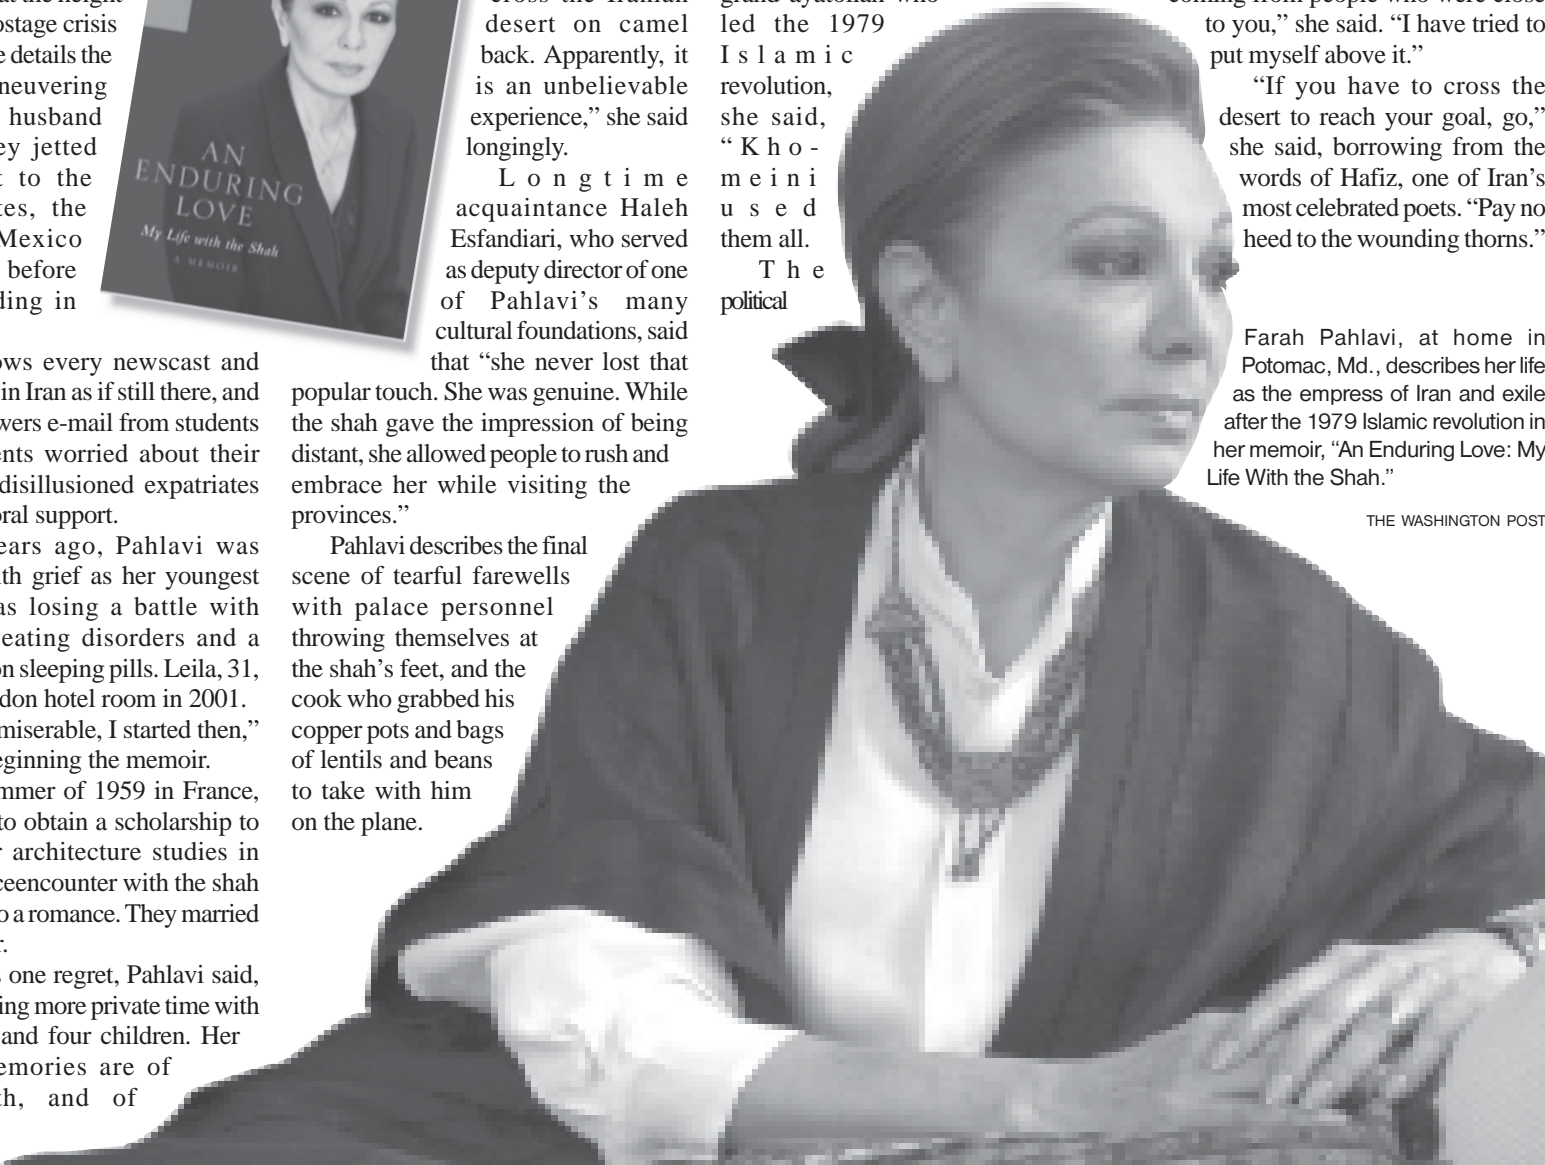 at the height
ostage crisis
e details the
neuvering
husband
ey jetted
t to the
tes, the
Mexico
before
ding in
ows every newscast and
in Iran as if still there, and
wers e-mail from students
ents worried about their
disillusioned expatriates
oral support.
ears ago, Pahlavi was
ith grief as her youngest
as losing a battle with
eating disorders and a
on sleeping pills. Leila, 31,
don hotel room in 2001.
miserable, I started then,”
eginning the memoir.
mmer of 1959 in France,
to obtain a scholarship to
r architecture studies in
ceencounter with the shah
o a romance. They married
r.
s one regret, Pahlavi said,
ing more private time with
and four children. Her
emories are of
th, and of
AN
ENDURING
LOVE
My Life with the Shah
A MEMOIR
cross the Iranian
desert on camel
back. Apparently, it
is an unbelievable
experience,” she said
longingly.
Longtime
acquaintance Haleh
Esfandiari, who served
as deputy director of one
of Pahlavi’s many
cultural foundations, said
that “she never lost that
popular touch. She was genuine. While
the shah gave the impression of being
distant, she allowed people to rush and
embrace her while visiting the
provinces.”
Pahlavi describes the final
scene of tearful farewells
with palace personnel
throwing themselves at
the shah’s feet, and the
cook who grabbed his
copper pots and bags
of lentils and beans
to take with him
on the plane.
grand ayatollah who
led the 1979
Islamic
revolution,
she said,
“Kho-
meini
used
them all.
The
political
coming from people who were close
to you,” she said. “I have tried to
put myself above it.”
“If you have to cross the
desert to reach your goal, go,”
she said, borrowing from the
words of Hafiz, one of Iran’s
most celebrated poets. “Pay no
heed to the wounding thorns.”
Farah Pahlavi, at home in
Potomac, Md., describes her life
as the empress of Iran and exile
after the 1979 Islamic revolution in
her memoir, “An Enduring Love: My
Life With the Shah.”
THE WASHINGTON POST